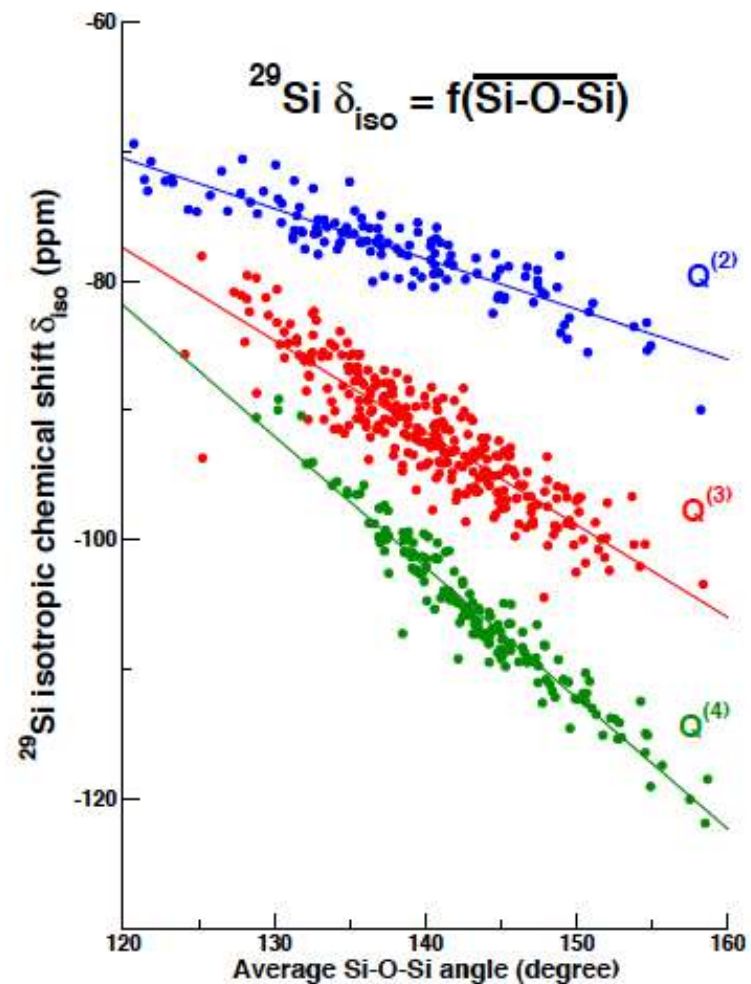 -60
²⁹Si δiso = f(Si-O-Si)
-80
Q⁽²⁾
Q⁽³⁾
-100
Q⁽⁴⁾
-120
²⁹Si isotropic chemical shift δiso (ppm)
120 130 140 150 160
Average Si-O-Si angle (degree)